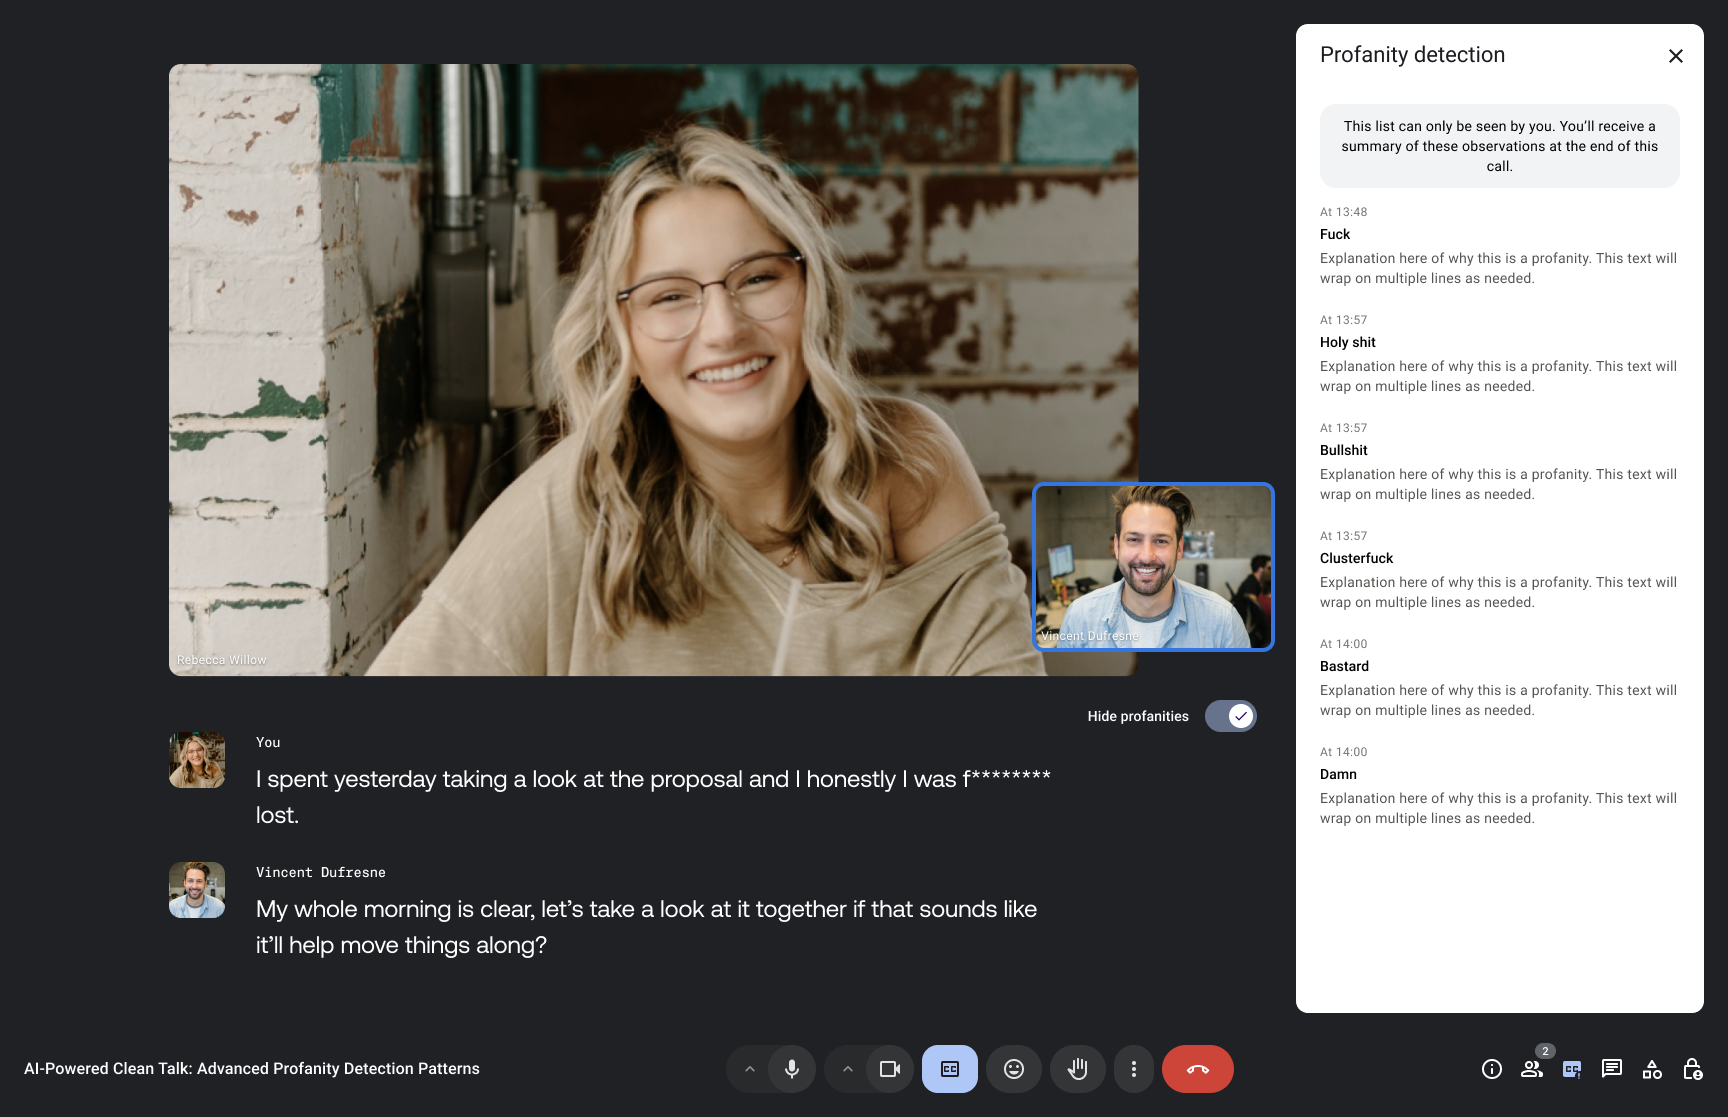 Profanity detection
This list can only be seen by you. You’ll receive a
summary of these observations at the end of this
call.
At 13:48
Fuck
Explanation here of why this is a profanity. This text will
wrap on multiple lines as needed.
At 13:57
Holy shit
Explanation here of why this is a profanity. This text will
wrap on multiple lines as needed.
At 13:57
Bullshit
Explanation here of why this is a profanity. This text will
wrap on multiple lines as needed.
At 13:57
Clusterfuck
Explanation here of why this is a profanity. This text will
wrap on multiple lines as needed.
At 14:00
Bastard
Explanation here of why this is a profanity. This text will
wrap on multiple lines as needed.
At 14:00
Damn
Explanation here of why this is a profanity. This text will
wrap on multiple lines as needed.
Vincent Dufresne
Rebecca Willow
Hide profanities
You
I spent yesterday taking a look at the proposal and I honestly I was f********
lost.
Vincent Dufresne
My whole morning is clear, let’s take a look at it together if that sounds like
it’ll help move things along?
AI-Powered Clean Talk: Advanced Profanity Detection Patterns
CC
2
CC